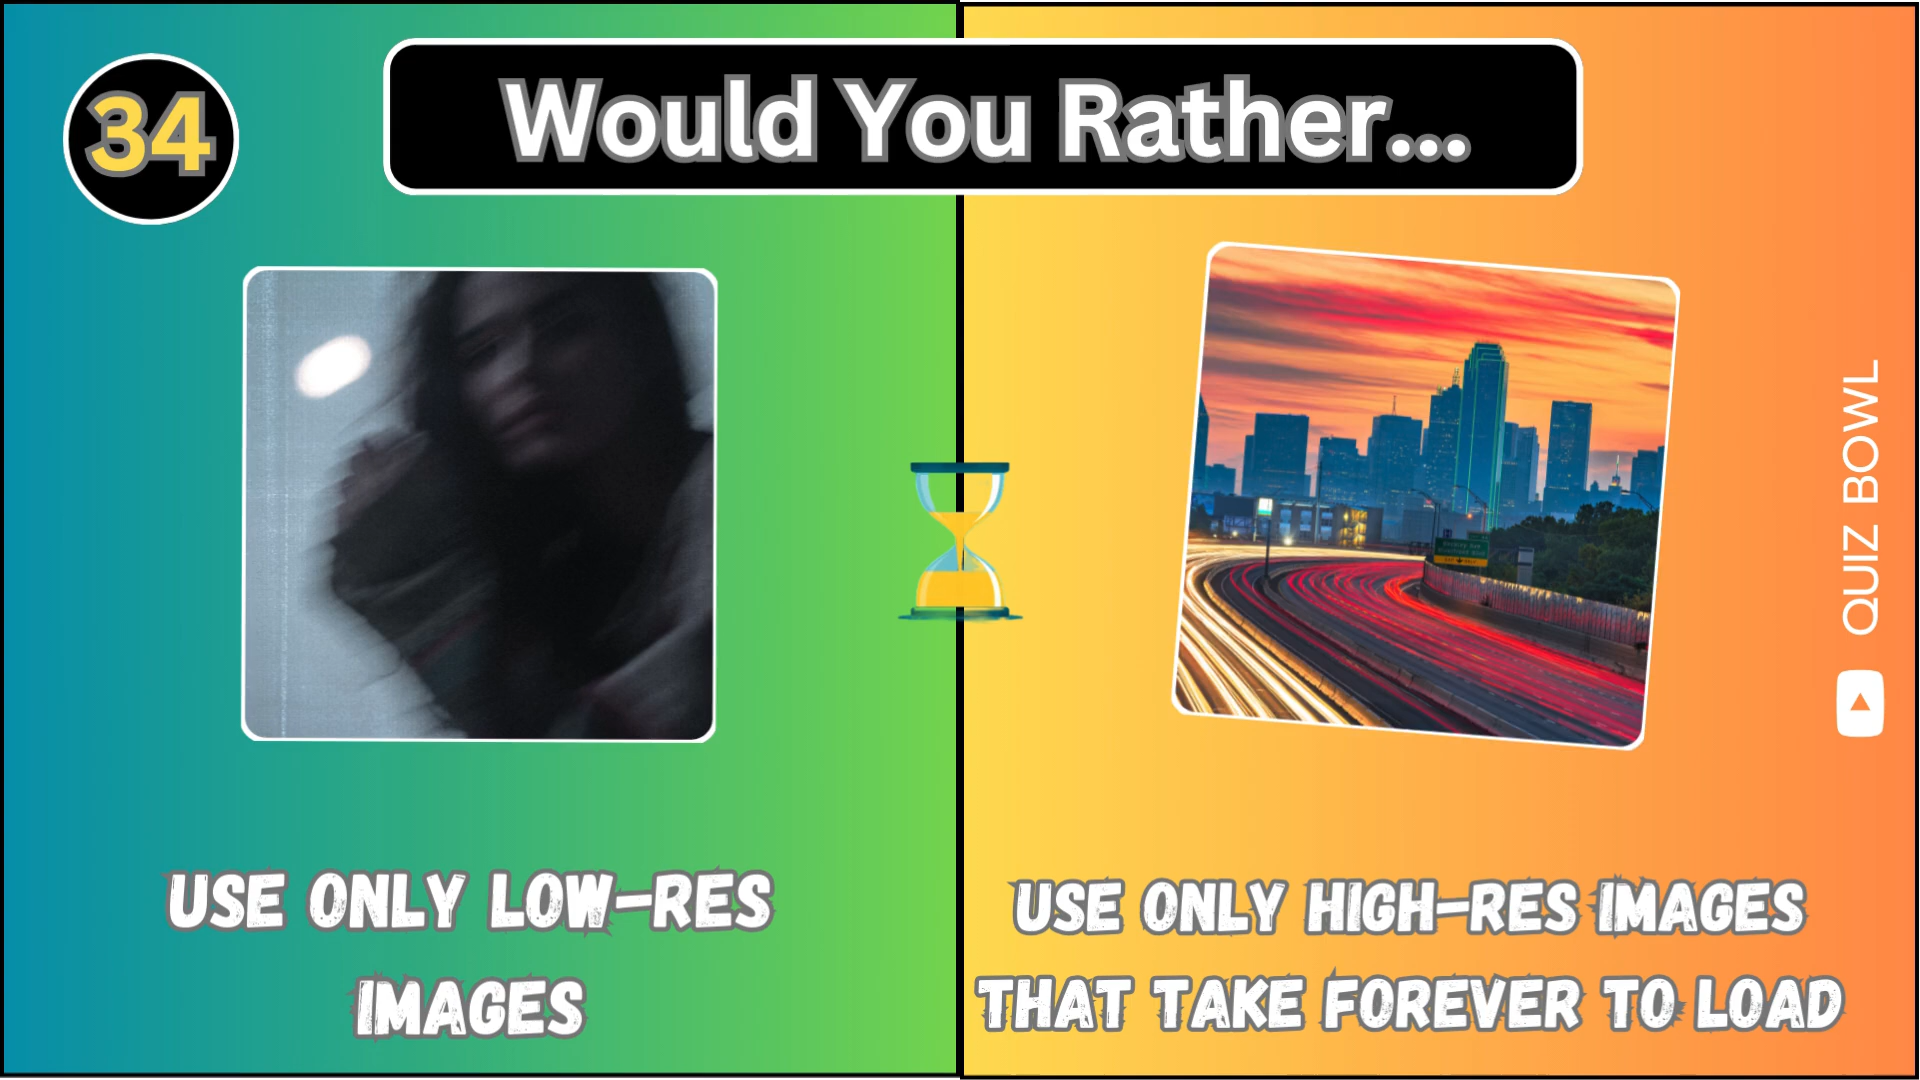 34
Would You Rather...
QUIZ BOWL
USE ONLY LOW-RES
IMAGES
USE ONLY HIGH-RES IMAGES
THAT TAKE FOREVER TO LOAD